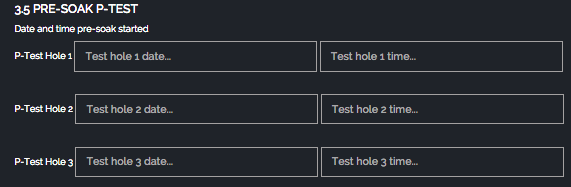 3.5 PRE-SOAK P-TEST
Date and time pre-soak started
P-Test Hole 1 Test hole 1 date... Test hole 1 time...
P-Test Hole 2 Test hole 2 date... Test hole 2 time...
P-Test Hole 3 Test hole 3 date... Test hole 3 time...